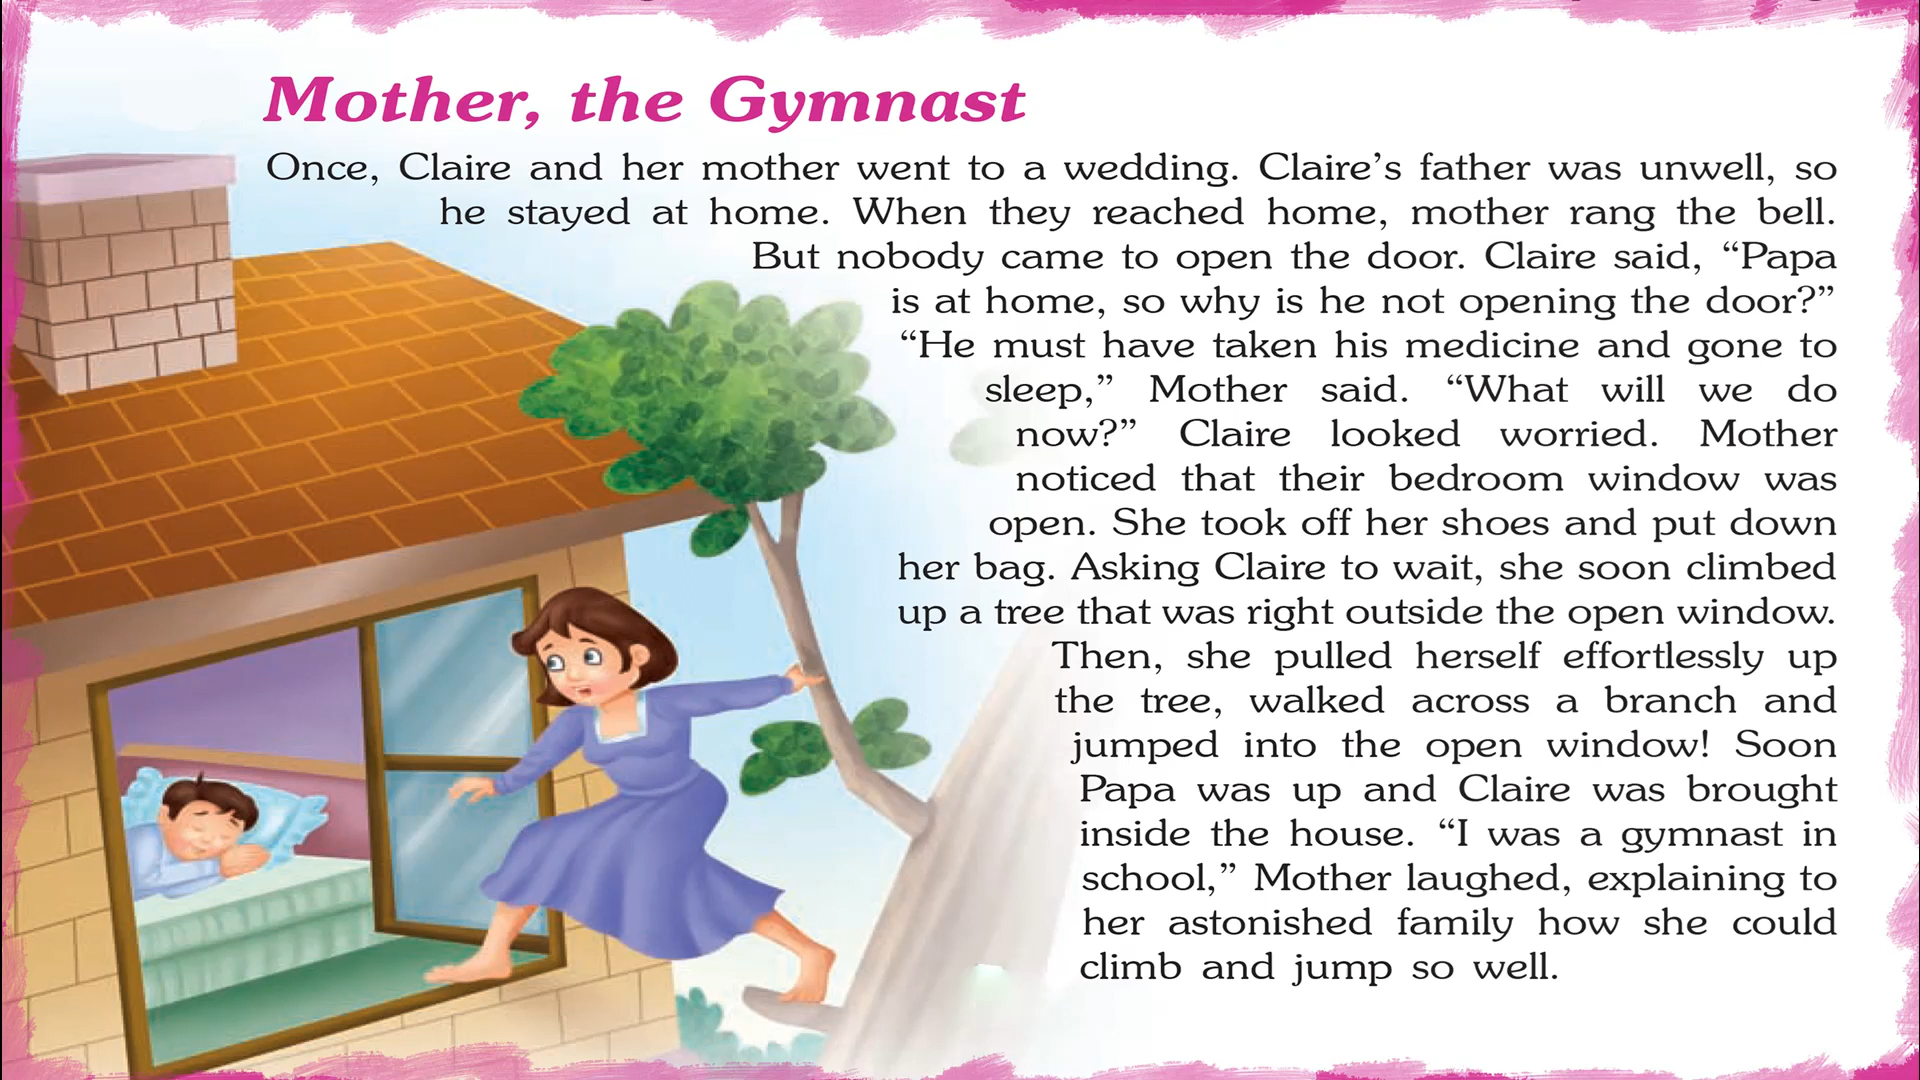 Mother, the Gymnast
Once, Claire and her mother went to a wedding. Claire’s father was unwell, so
he stayed at home. When they reached home, mother rang the bell.
But nobody came to open the door. Claire said, “Papa
is at home, so why is he not opening the door?”
“He must have taken his medicine and gone to
sleep,” Mother said. “What will we do
now?” Claire looked worried. Mother
noticed that their bedroom window was
open. She took off her shoes and put down
her bag. Asking Claire to wait, she soon climbed
up a tree that was right outside the open window.
Then, she pulled herself effortlessly up
the tree, walked across a branch and
jumped into the open window! Soon
Papa was up and Claire was brought
inside the house. “I was a gymnast in
school,” Mother laughed, explaining to
her astonished family how she could
climb and jump so well.